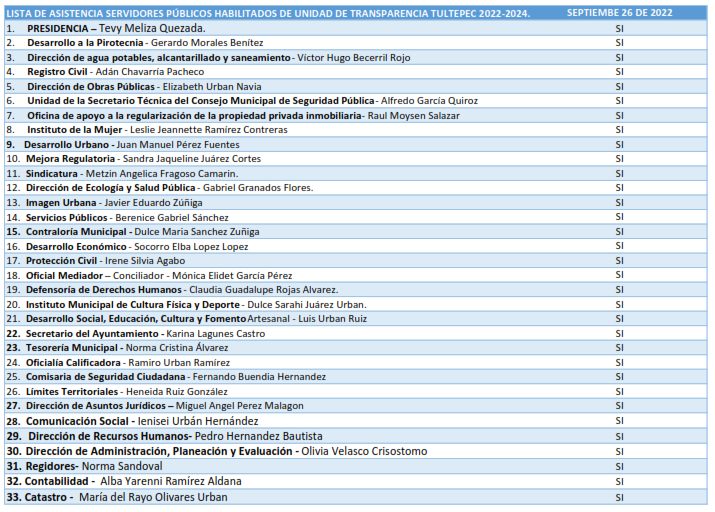 LISTA DE ASISTENCIA SERVIDORES PÚBLICOS HABILITADOS DE UNIDAD DE TRANSPARENCIA TULTEPEC 2022-2024. SEPTIEMBE 26 DE 2022
1. PRESIDENCIA – Tevy Meliza Quezada. SI
2. Desarrollo a la Pirotecnia - Gerardo Morales Benítez SI
3. Dirección de agua potables, alcantarillado y saneamiento - Víctor Hugo Becerril Rojo SI
4. Registro Civil - Adán Chavarría Pacheco SI
5. Dirección de Obras Públicas - Elizabeth Urban Navia SI
6. Unidad de la Secretario Técnica del Consejo Municipal de Seguridad Pública- Alfredo García Quiroz SI
7. Oficina de apoyo a la regularización de la propiedad privada inmobiliaria- Raul Moysen Salazar SI
8. Instituto de la Mujer - Leslie Jeannette Ramírez Contreras SI
9. Desarrollo Urbano - Juan Manuel Pérez Fuentes SI
10. Mejora Regulatoria - Sandra Jaqueline Juárez Cortes SI
11. Sindicatura - Metzin Angelica Fragoso Camarin. SI
12. Dirección de Ecología y Salud Pública - Gabriel Granados Flores. SI
13. Imagen Urbana - Javier Eduardo Zúñiga SI
14. Servicios Públicos - Berenice Gabriel Sánchez SI
15. Contraloría Municipal - Dulce Maria Sanchez Zuñiga SI
16. Desarrollo Económico - Socorro Elba Lopez Lopez SI
17. Protección Civil - Irene Silvia Agabo SI
18. Oficial Mediador – Conciliador - Mónica Elidet García Pérez SI
19. Defensoría de Derechos Humanos - Claudia Guadalupe Rojas Alvarez. SI
20. Instituto Municipal de Cultura Física y Deporte - Dulce Sarahi Juárez Urban. SI
21. Desarrollo Social, Educación, Cultura y Fomento Artesanal - Luis Urban Ruiz SI
22. Secretario del Ayuntamiento - Karina Lagunes Castro SI
23. Tesorería Municipal - Norma Cristina Álvarez SI
24. Oficialía Calificadora - Ramiro Urban Ramírez SI
25. Comisaria de Seguridad Ciudadana - Fernando Buendia Hernandez SI
26. Límites Territoriales - Heneida Ruiz González SI
27. Dirección de Asuntos Jurídicos – Miguel Angel Perez Malagon SI
28. Comunicación Social - Ienisei Urbán Hernández SI
29. Dirección de Recursos Humanos- Pedro Hernandez Bautista SI
30. Dirección de Administración, Planeación y Evaluación - Olivia Velasco Crisostomo SI
31. Regidores- Norma Sandoval SI
32. Contabilidad - Alba Yarenni Ramírez Aldana SI
33. Catastro - María del Rayo Olivares Urban SI